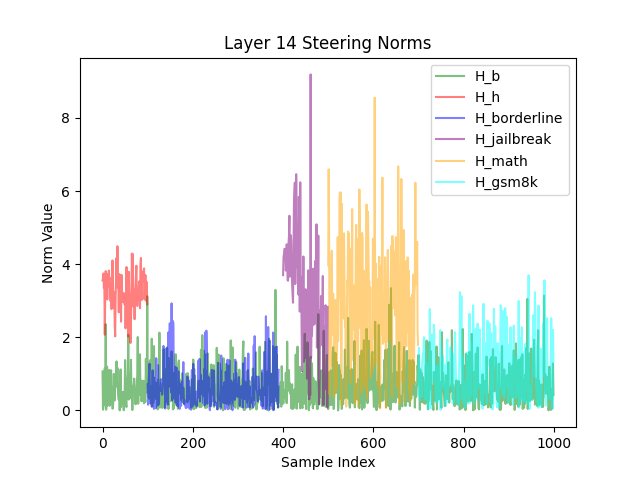 Layer 14 Steering Norms
H_b
H_h
H_borderline
H_jailbreak
H_math
H_gsm8k
Norm Value
8
6
4
2
0
0 200 400 600 800 1000
Sample Index